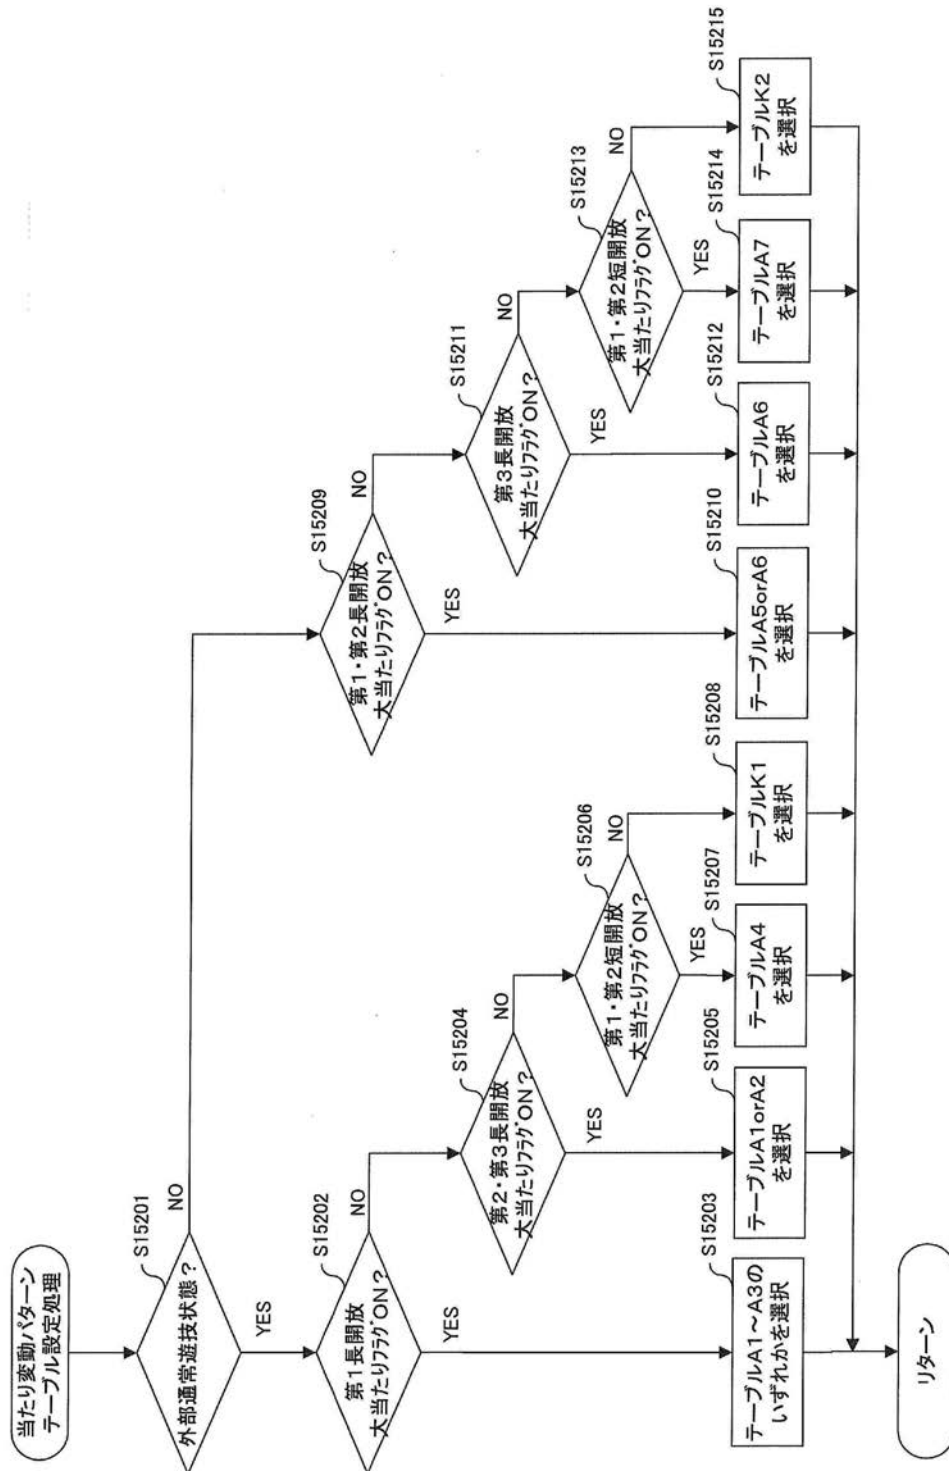 当たり変動パターン
テーブル設定処理
S15201
外部通常遊技状態？
NO
YES
S15202
第1長開放
大当たりフラグON？
NO
YES
S15203
テーブルA1～A3の
いずれかを選択
S15204
第2・第3長開放
大当たりフラグON？
NO
YES
S15205
テーブルA1orA2
を選択
S15206
第1・第2短開放
大当たりフラグON？
NO
YES
S15207
テーブルA4
を選択
S15208
テーブルK1
を選択
S15209
第1・第2長開放
大当たりフラグON？
NO
YES
S15210
テーブルA5orA6
を選択
S15211
第3長開放
大当たりフラグON？
NO
YES
S15212
テーブルA6
を選択
S15213
第1・第2短開放
大当たりフラグON？
NO
YES
S15214
テーブルA7
を選択
S15215
テーブルK2
を選択
リターン